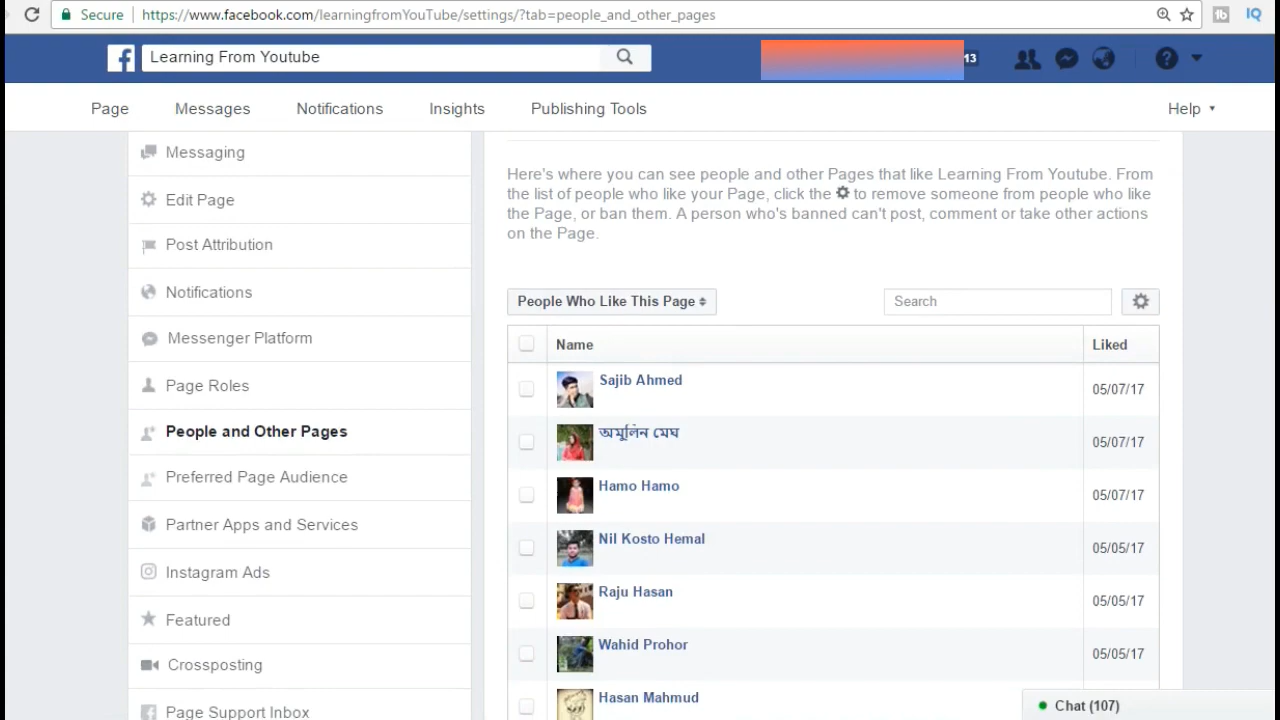 Secure https://www.facebook.com/learningfromYouTube/settings/?tab=people_and_other_pages
Learning From Youtube
13
Page Messages Notifications Insights Publishing Tools Help
Messaging
Edit Page
Post Attribution
Notifications
Messenger Platform
Page Roles
People and Other Pages
Preferred Page Audience
Partner Apps and Services
Instagram Ads
Featured
Crossposting
Page Support Inbox
Here's where you can see people and other Pages that like Learning From Youtube. From
the list of people who like your Page, click the to remove someone from people who like
the Page, or ban them. A person who's banned can't post, comment or take other actions
on the Page.
People Who Like This Page
Search
Name Liked
Sajib Ahmed 05/07/17
অমুলিন মেঘ 05/07/17
Hamo Hamo 05/07/17
Nil Kosto Hemal 05/05/17
Raju Hasan 05/05/17
Wahid Prohor 05/05/17
Hasan Mahmud
Chat (107)